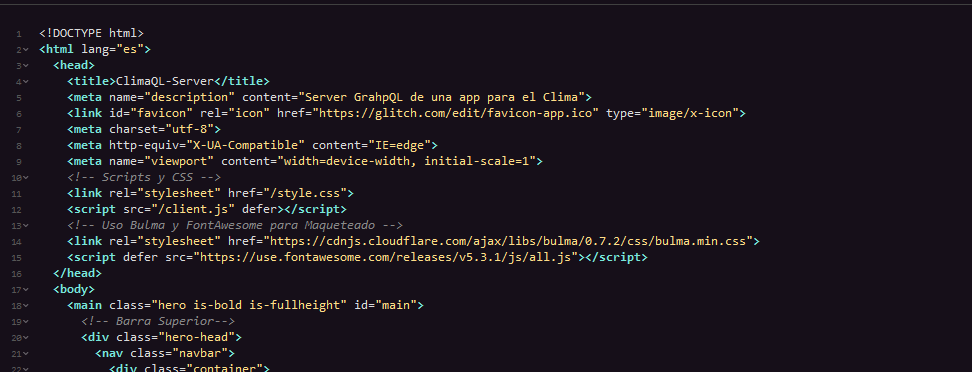 1 <!DOCTYPE html>
2 <html lang="es">
3 <head>
4 <title>ClimaQL-Server</title>
5 <meta name="description" content="Server GrahpQL de una app para el Clima">
6 <link id="favicon" rel="icon" href="https://glitch.com/edit/favicon-app.ico" type="image/x-icon">
7 <meta charset="utf-8">
8 <meta http-equiv="X-UA-Compatible" content="IE=edge">
9 <meta name="viewport" content="width=device-width, initial-scale=1">
10 <!-- Scripts y CSS -->
11 <link rel="stylesheet" href="/style.css">
12 <script src="/client.js" defer></script>
13 <!-- Uso Bulma y FontAwesome para Maqueteado -->
14 <link rel="stylesheet" href="https://cdnjs.cloudflare.com/ajax/libs/bulma/0.7.2/css/bulma.min.css">
15 <script defer src="https://use.fontawesome.com/releases/v5.3.1/js/all.js"></script>
16 </head>
17 <body>
18 <main class="hero is-bold is-fullheight" id="main">
19 <!-- Barra Superior-->
20 <div class="hero-head">
21 <nav class="navbar">
22 <div class="container">